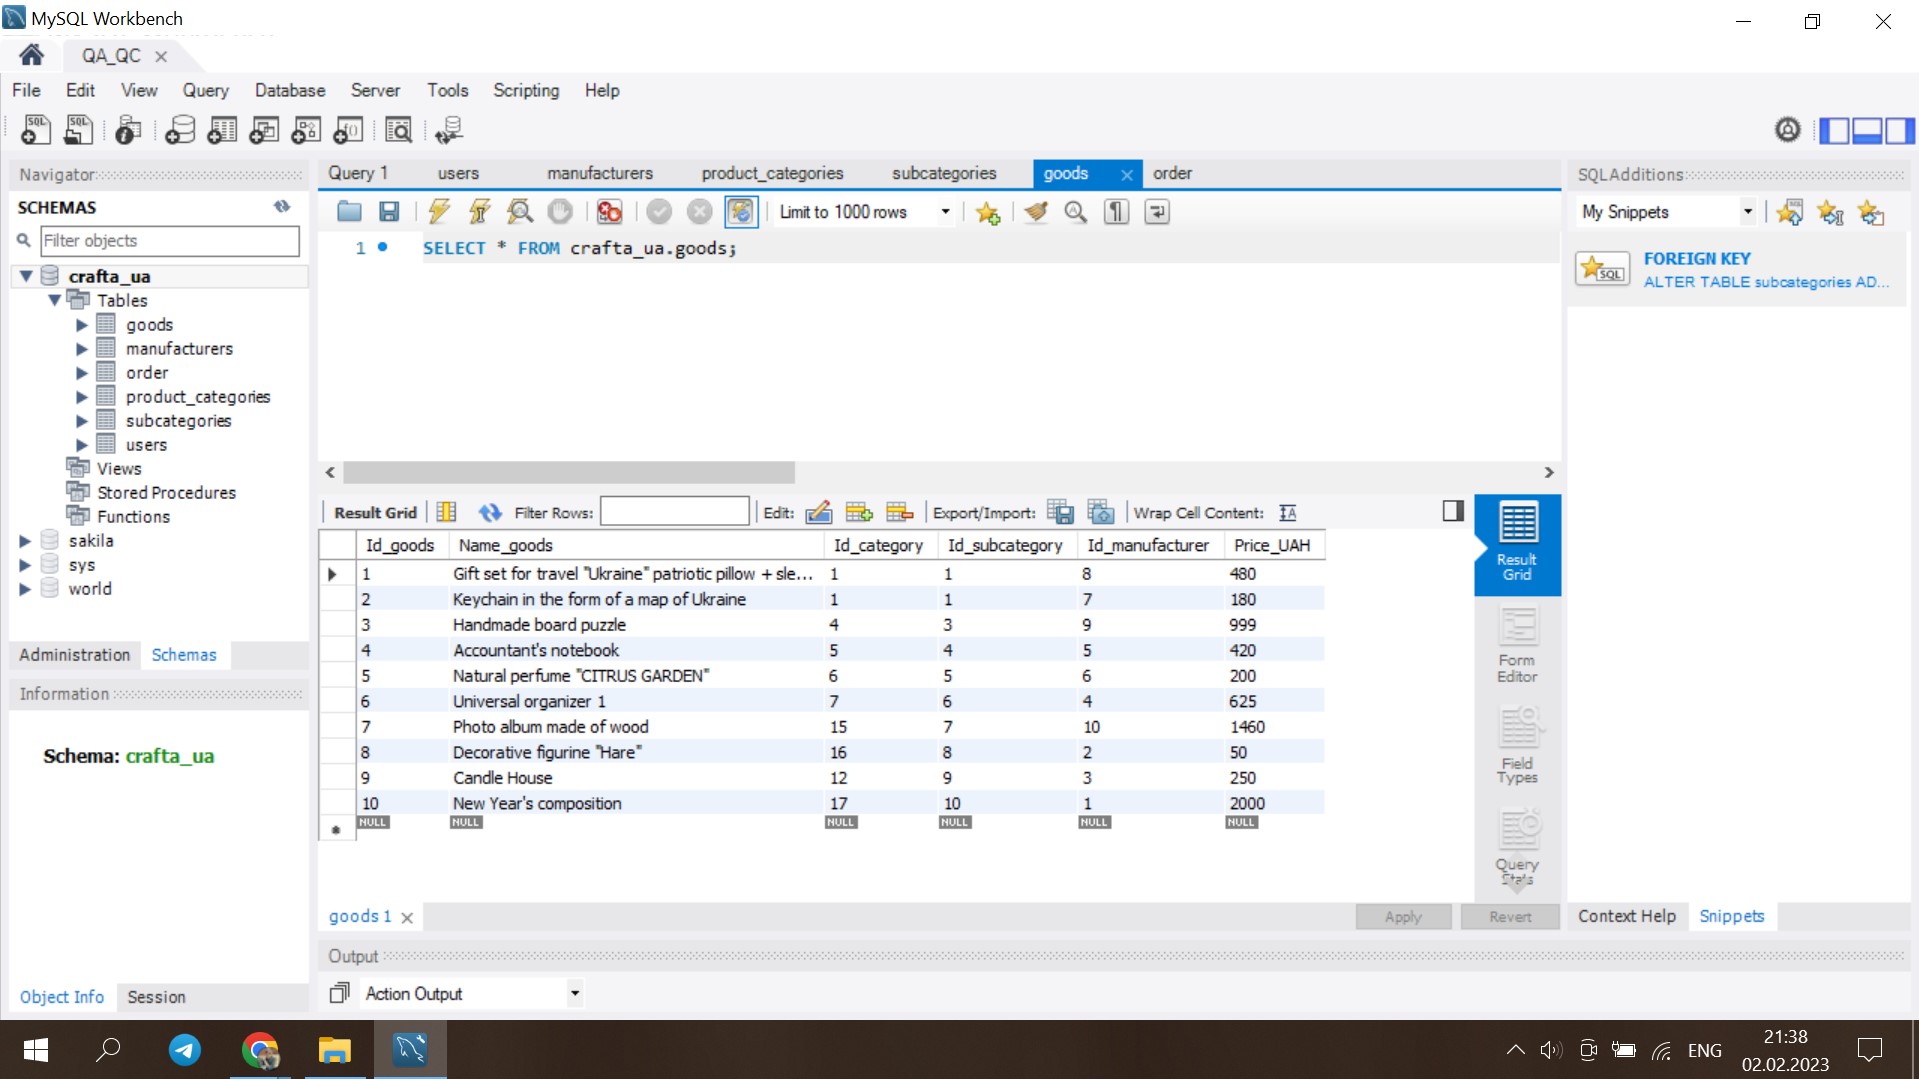 MySQL Workbench
QA_QC
File Edit View Query Database Server Tools Scripting Help
Navigator
SCHEMAS
Filter objects
crafta_ua
Tables
goods
manufacturers
order
product_categories
subcategories
users
Views
Stored Procedures
Functions
sakila
sys
world
Administration Schemas
Information
Schema: crafta_ua
Object Info Session
Query 1 users manufacturers product_categories subcategories goods order
Limit to 1000 rows
1 SELECT * FROM crafta_ua.goods;
Result Grid Filter Rows: Edit: Export/Import: Wrap Cell Content:
Id_goods Name_goods Id_category Id_subcategory Id_manufacturer Price_UAH
1 Gift set for travel "Ukraine" patriotic pillow + sle... 1 1 8 480
2 Keychain in the form of a map of Ukraine 1 1 7 180
3 Handmade board puzzle 4 3 9 999
4 Accountant's notebook 5 4 5 420
5 Natural perfume "CITRUS GARDEN" 6 5 6 200
6 Universal organizer 1 7 6 4 625
7 Photo album made of wood 15 7 10 1460
8 Decorative figurine "Hare" 16 8 2 50
9 Candle House 12 9 3 250
10 New Year's composition 17 10 1 2000
NULL NULL NULL NULL NULL NULL
Result
Grid
Form
Editor
Field
Types
Query
Stats
goods 1 Apply Revert
Output
Action Output
SQLAdditions
My Snippets
SQL
FOREIGN KEY
ALTER TABLE subcategories AD...
Context Help Snippets
ENG
21:38
02.02.2023